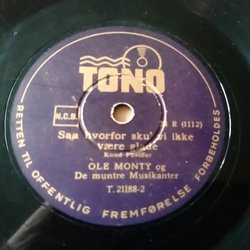 TONO
N.C.B.
R (1112)
Saa hvorfor sku' vi ikke
være glade
Knud Pheiffer
OLE MONTY og
De muntre Musikanter
T. 21188-2
RETTEN TIL OFFENTLIG FREMFØRELSE FORBEHOLDES